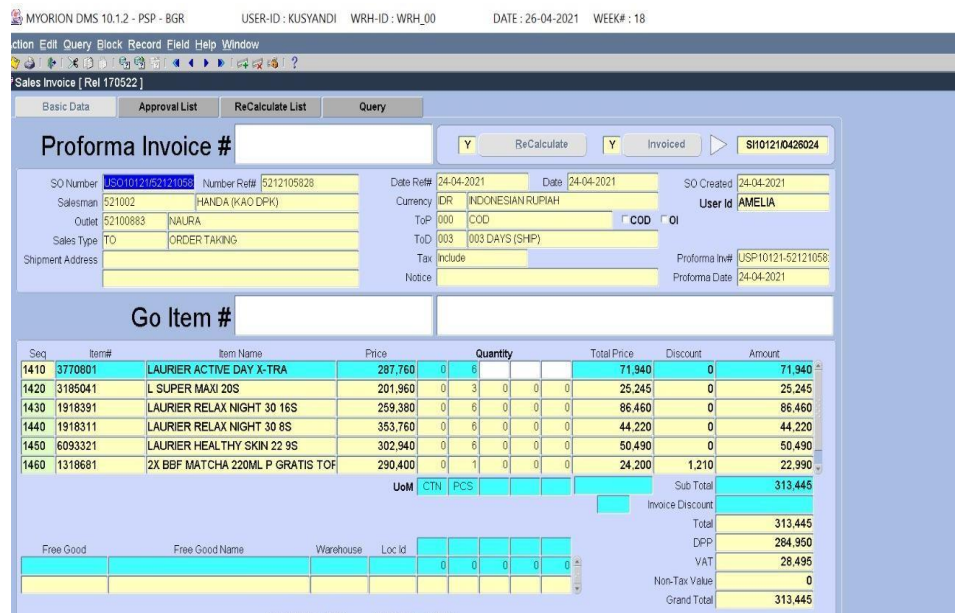 MYORION DMS 10.1.2 - PSP - BGR USER-ID : KUSYANDI WRH-ID : WRH_00 DATE : 26-04-2021 WEEK# : 18
Action Edit Query Block Record Field Help Window
Sales Invoice [ Rel 170522 ]
Basic Data Approval List ReCalculate List Query
Proforma Invoice # Y ReCalculate Y Invoiced SI10121/0426024
SO Number USO10121/52121058 Number Ref# 5212105828 Date Ref# 24-04-2021 Date 24-04-2021 SO Created 24-04-2021
Salesman 521002 HANDA (KAO DPK) Currency IDR INDONESIAN RUPIAH User Id AMELIA
Outlet 52100883 NAURA ToP 000 COD COD OI
Sales Type TO ORDER TAKING ToD 003 003 DAYS (SHIP)
Shipment Address Tax Include Proforma Inv# USP10121-52121058
Notice Proforma Date 24-04-2021
Go Item #
Seq Item# Item Name Price Quantity Total Price Discount Amount
1410 3770801 LAURIER ACTIVE DAY X-TRA 287,760 0 6 71,940 0 71,940
1420 3185041 L SUPER MAXI 20S 201,960 0 3 0 0 0 25,245 0 25,245
1430 1918391 LAURIER RELAX NIGHT 30 16S 259,380 0 6 0 0 0 86,460 0 86,460
1440 1918311 LAURIER RELAX NIGHT 30 8S 353,760 0 6 0 0 0 44,220 0 44,220
1450 6093321 LAURIER HEALTHY SKIN 22 9S 302,940 0 6 0 0 0 50,490 0 50,490
1460 1318681 2X BBF MATCHA 220ML P GRATIS TOF 290,400 0 1 0 0 0 24,200 1,210 22,990
UoM CTN PCS Sub Total 313,445
Invoice Discount
Total 313,445
DPP 284,950
Free Good Free Good Name Warehouse Loc Id
0 0 0 0 0 VAT 28,495
Non-Tax Value 0
Grand Total 313,445